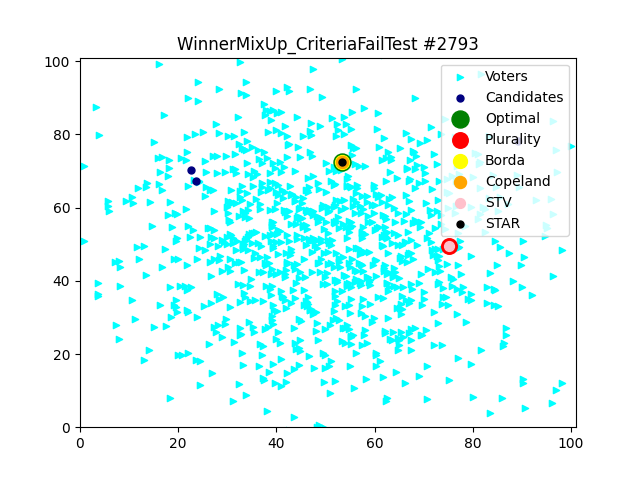 WinnerMixUp_CriteriaFailTest #2793
100
80
60
40
20
0
0 20 40 60 80 100
Voters
Candidates
Optimal
Plurality
Borda
Copeland
STV
STAR